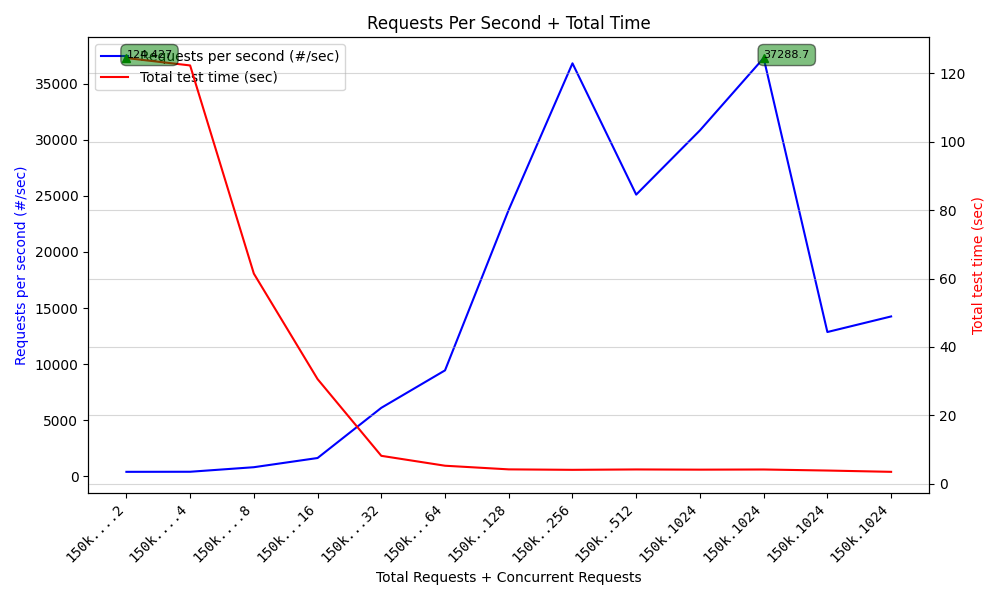 Requests Per Second + Total Time
Requests per second (#/sec)
Total test time (sec)
124.427
37288.7
35000
30000
25000
20000
15000
10000
5000
0
120
100
80
60
40
20
0
Requests per second (#/sec)
Total test time (sec)
150k....2
150k....4
150k....8
150k...16
150k...32
150k...64
150k..128
150k..256
150k..512
150k.1024
150k.1024
150k.1024
150k.1024
Total Requests + Concurrent Requests